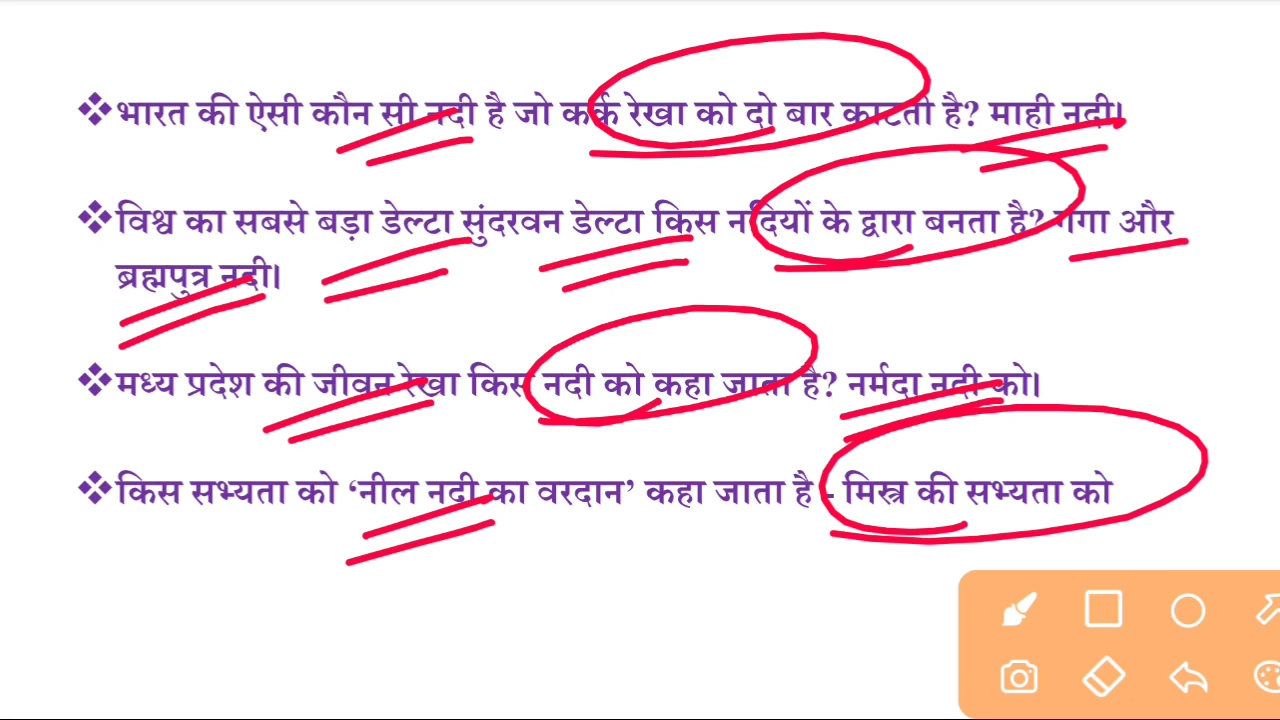 ❖भारत की ऐसी कौन सी नदी है जो कर्क रेखा को दो बार काटती है? माही नदी।
❖विश्व का सबसे बड़ा डेल्टा सुंदरवन डेल्टा किस नदियों के द्वारा बनता है? गंगा और
ब्रह्मपुत्र नदी।
❖मध्य प्रदेश की जीवन रेखा किस नदी को कहा जाता है? नर्मदा नदी को।
❖किस सभ्यता को ‘नील नदी का वरदान’ कहा जाता है - मिस्त्र की सभ्यता को